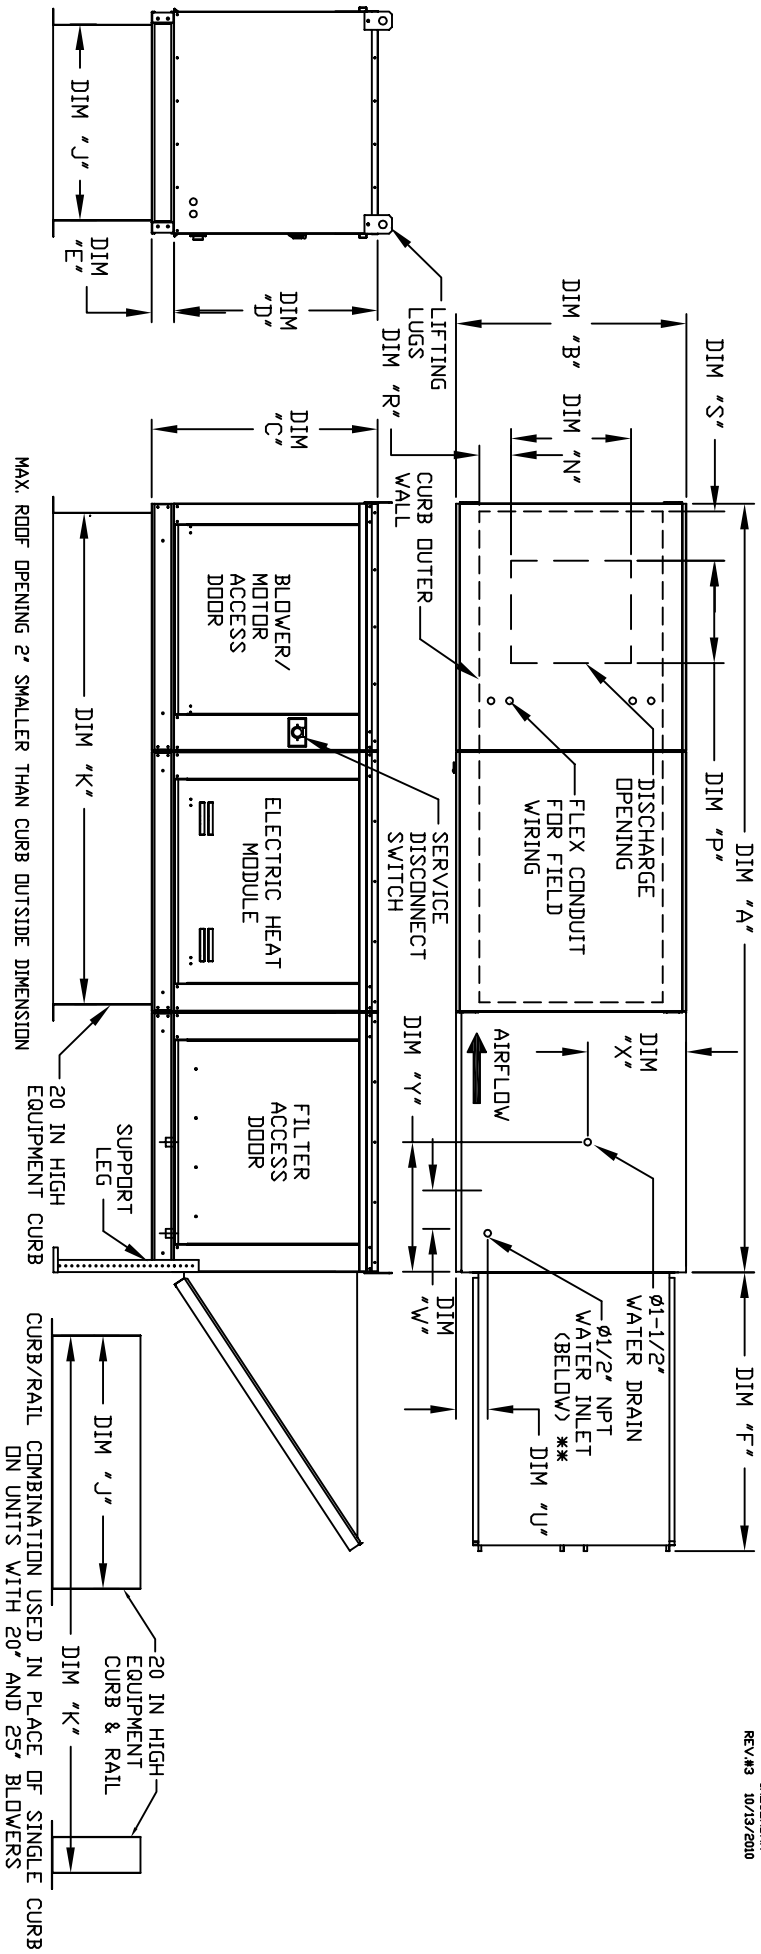 REV.#3 10/13/2010
DIM "A"
DIM "F"
DIM "S"
DIM "P"
DIM "B"
DIM "N"
DIM "R"
DISCHARGE
OPENING
FLEX CONDUIT
FOR FIELD
WIRING
CURB OUTER
WALL
DIM
"X"
AIRFLOW
ø1-1/2"
WATER DRAIN
ø1/2" NPT
WATER INLET
(BELOW) **
DIM "U"
DIM "Y"
DIM
"W"
LIFTING
LUGS
SERVICE
DISCONNECT
SWITCH
DIM
"D"
DIM
"C"
DIM
"E"
DIM "J"
BLOWER/
MOTOR
ACCESS
DOOR
ELECTRIC HEAT
MODULE
FILTER
ACCESS
DOOR
SUPPORT
LEG
DIM "K"
20 IN HIGH
EQUIPMENT CURB
MAX. ROOF OPENING 2" SMALLER THAN CURB OUTSIDE DIMENSION
20 IN HIGH
EQUIPMENT
CURB & RAIL
DIM "J"
DIM "K"
CURB/RAIL COMBINATION USED IN PLACE OF SINGLE CURB
ON UNITS WITH 20" AND 25" BLOWERS